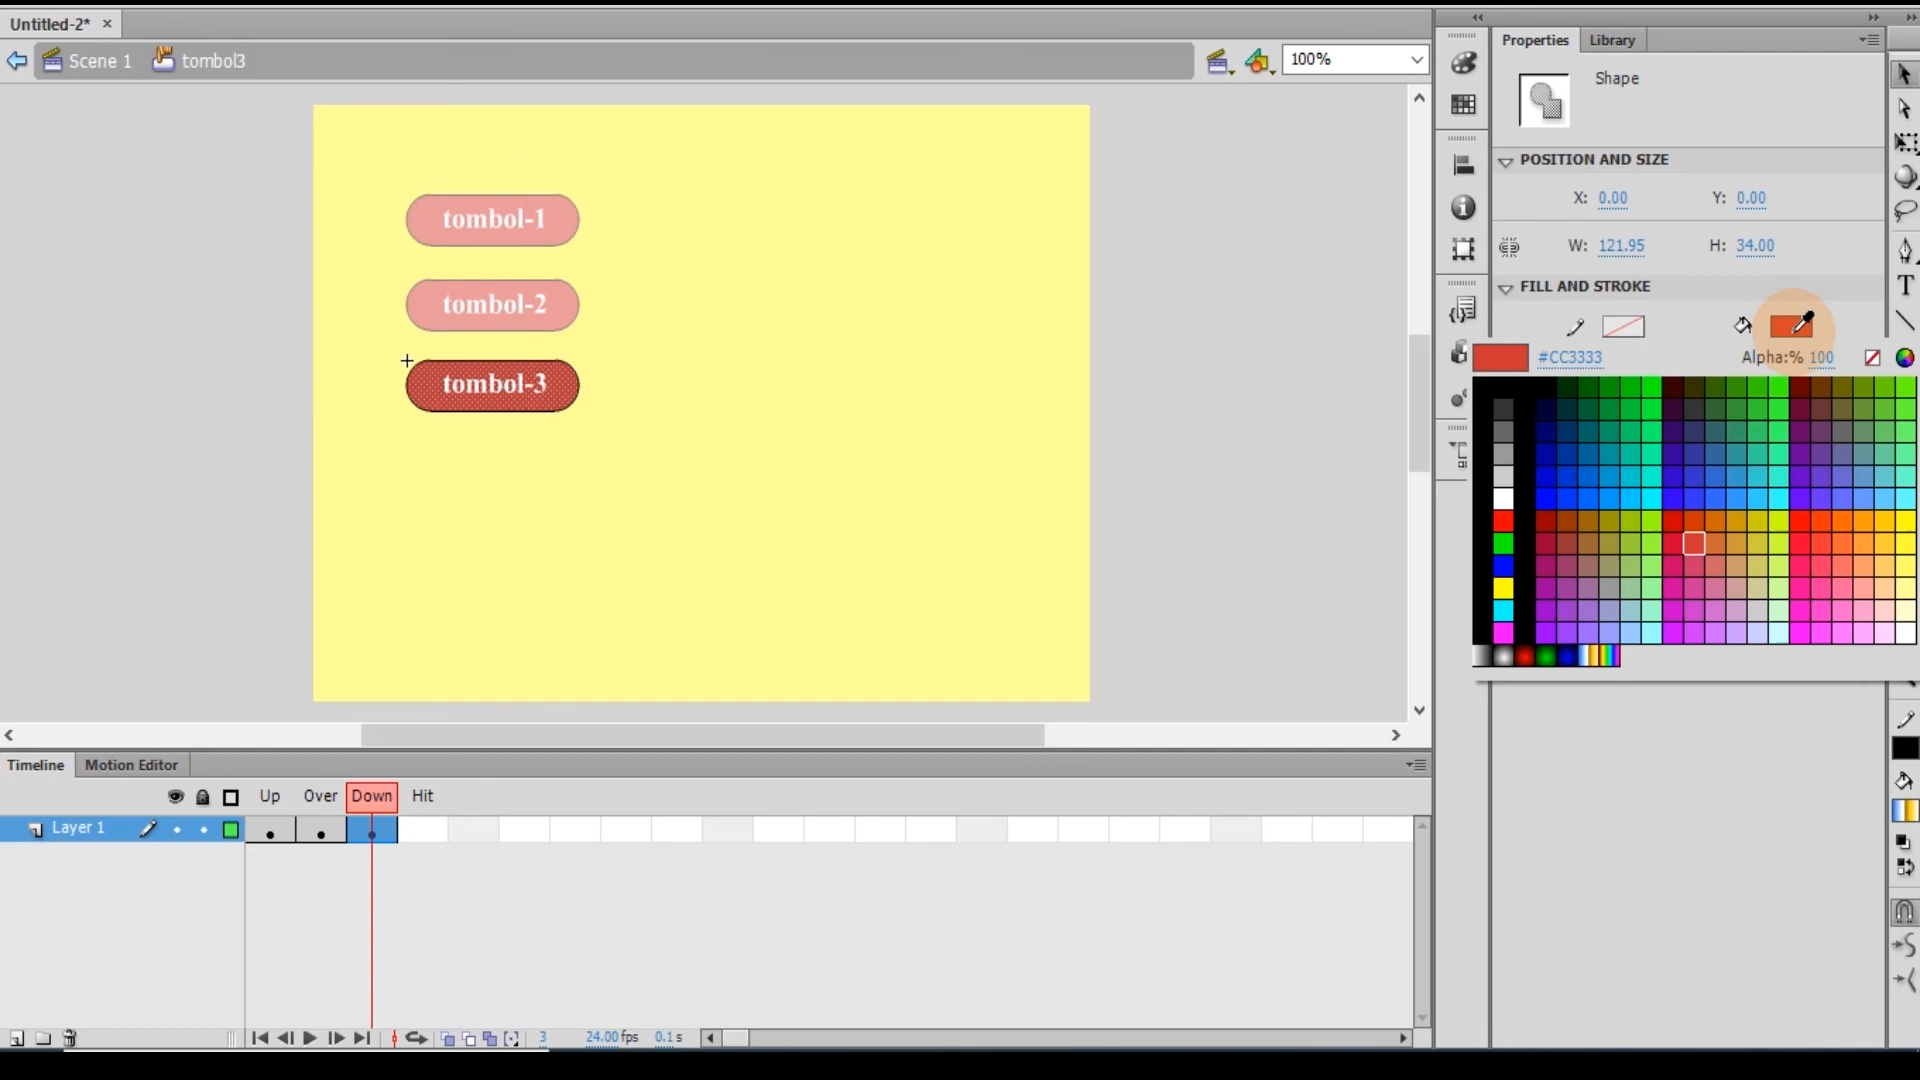 Untitled-2* ×
Scene 1 tombol3
100%
tombol-1
tombol-2
tombol-3
Properties Library
Shape
POSITION AND SIZE
X: 0.00 Y: 0.00
W: 121.95 H: 34.00
FILL AND STROKE
#CC3333 Alpha:% 100
Timeline Motion Editor
Up Over Down Hit
Layer 1
3 24.00 fps 0.1 s